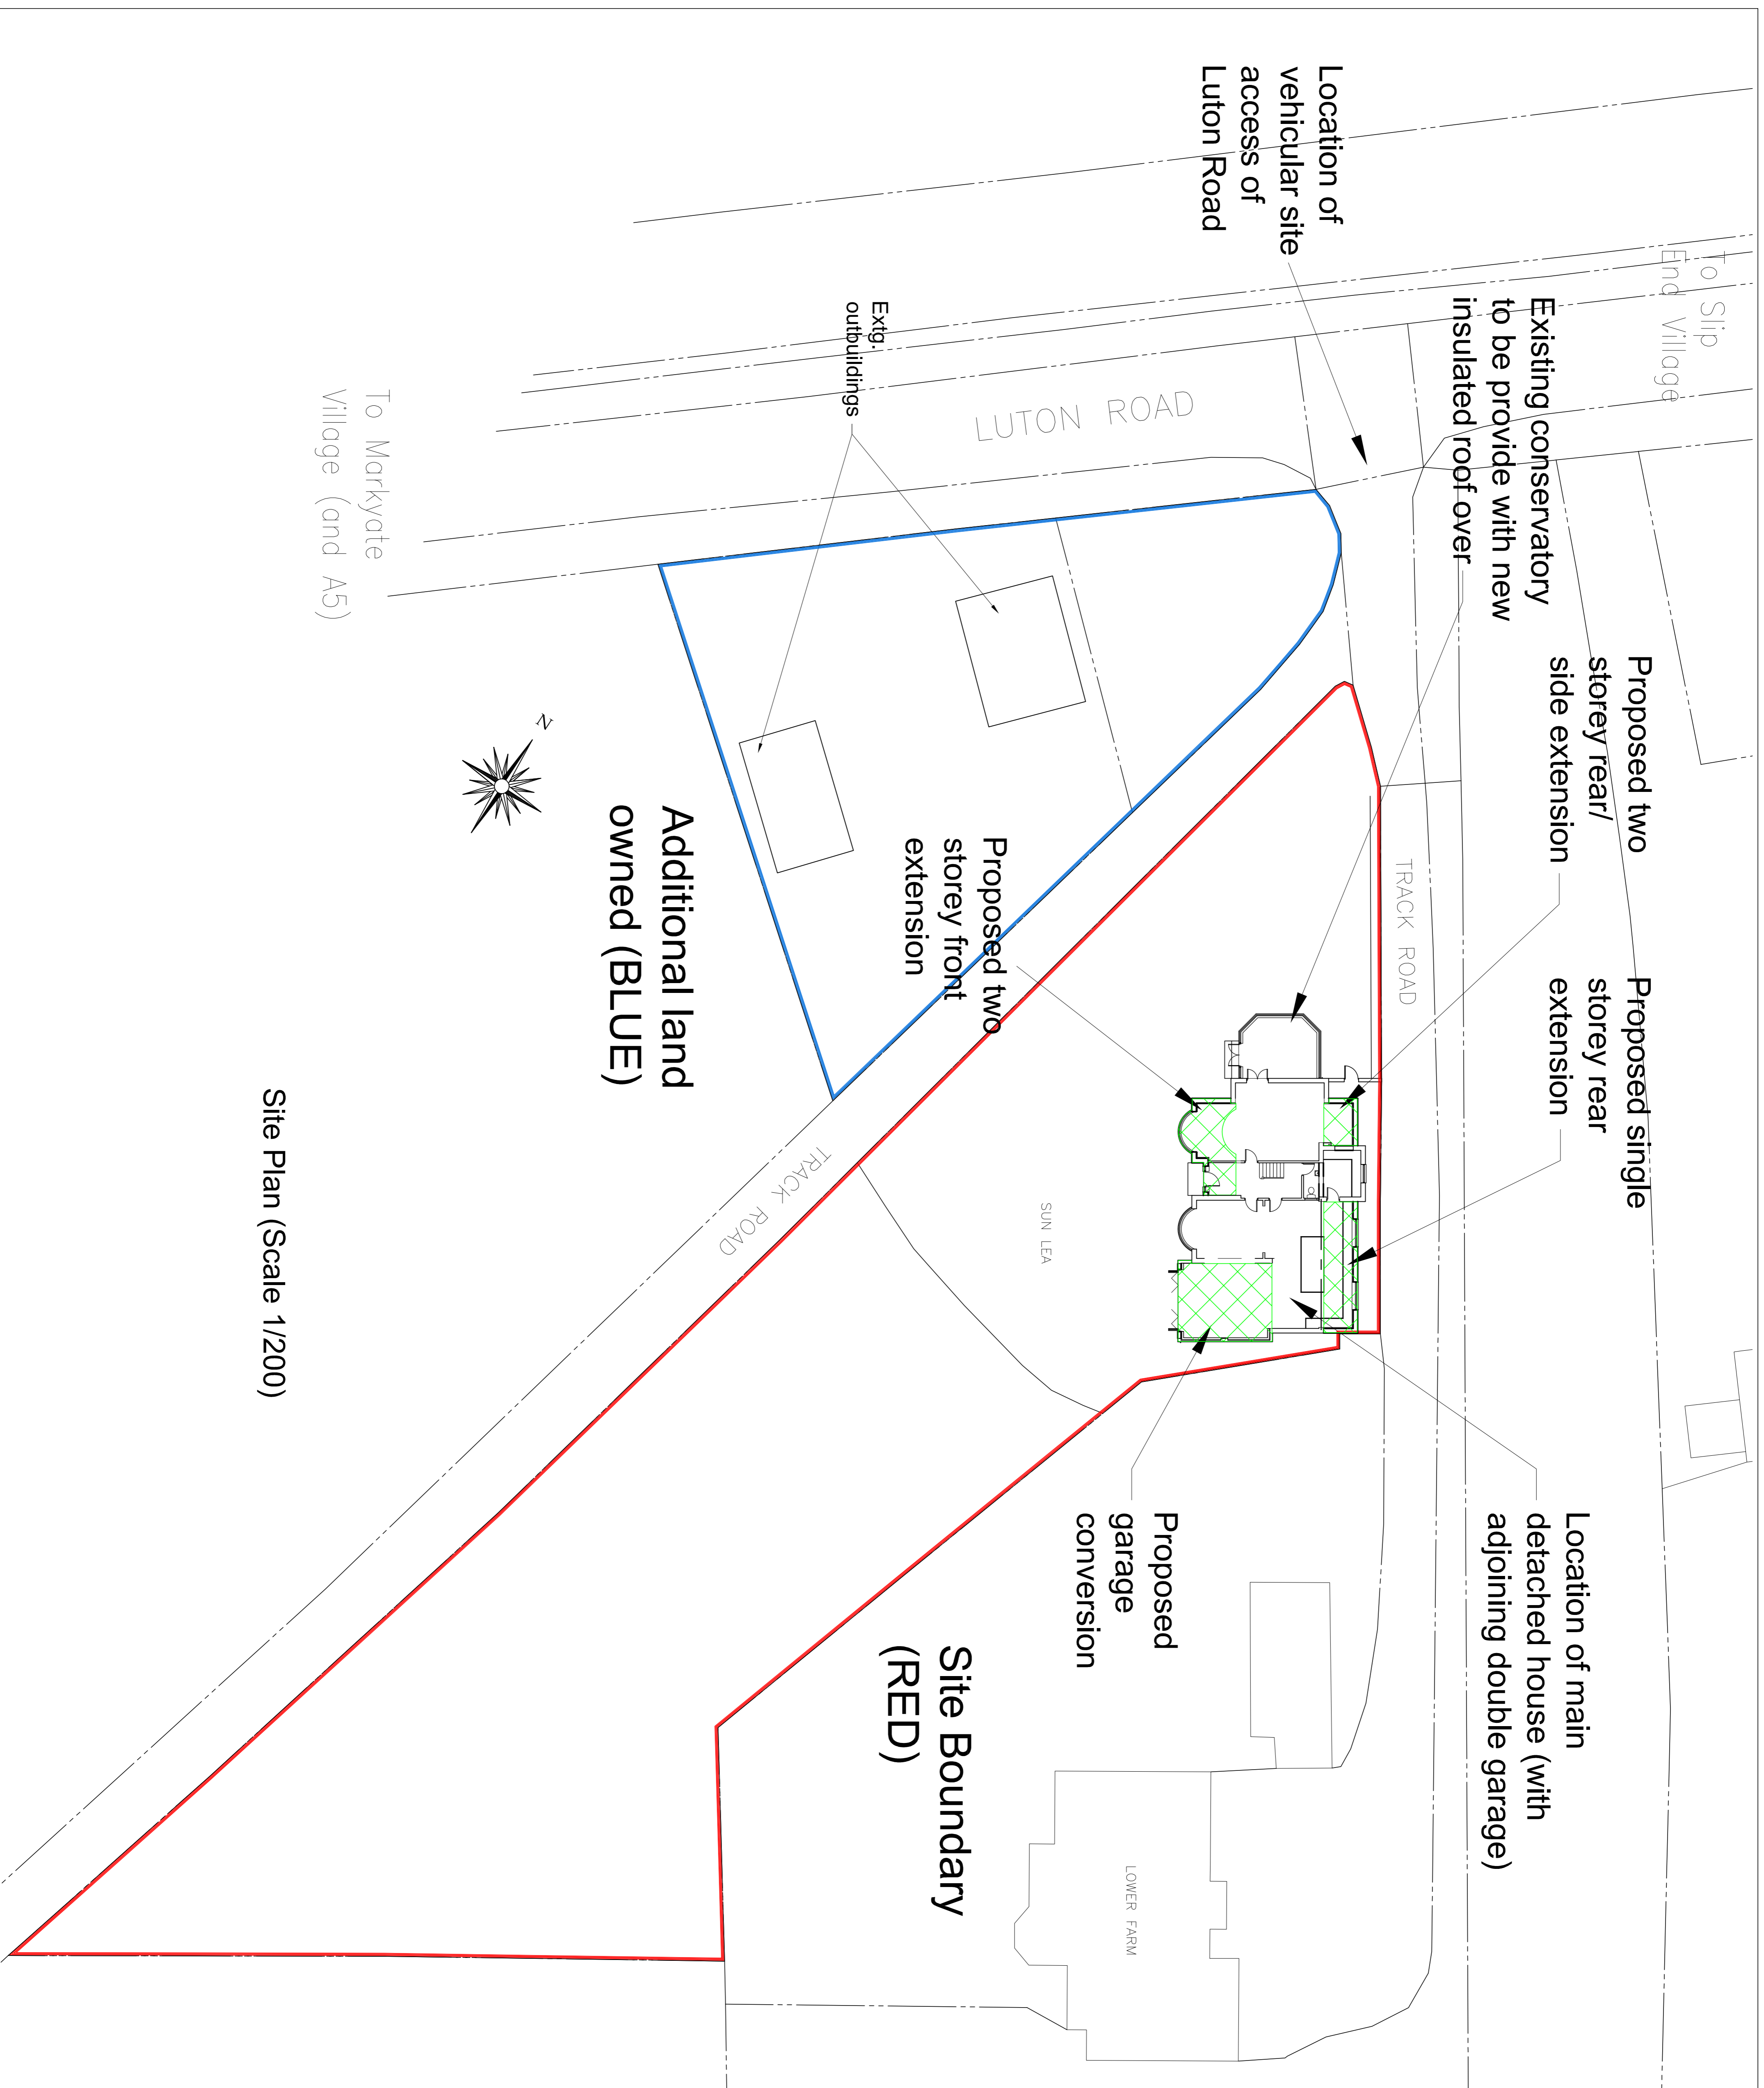 To Slip
End Village
Location of
vehicular site
access of
Luton Road
Existing conservatory
to be provide with new
insulated roof over
Proposed two
storey rear/
side extension
Proposed single
storey rear
extension
Location of main
detached house (with
adjoining double garage)
Extg.
outbuildings
LUTON ROAD
TRACK ROAD
To Markyate
Village (and A5)
N
Proposed two
storey front
extension
SUN LEA
Proposed
garage
conversion
Additional land
owned (BLUE)
TRACK ROAD
Site Boundary
(RED)
LOWER FARM
Site Plan (Scale 1/200)